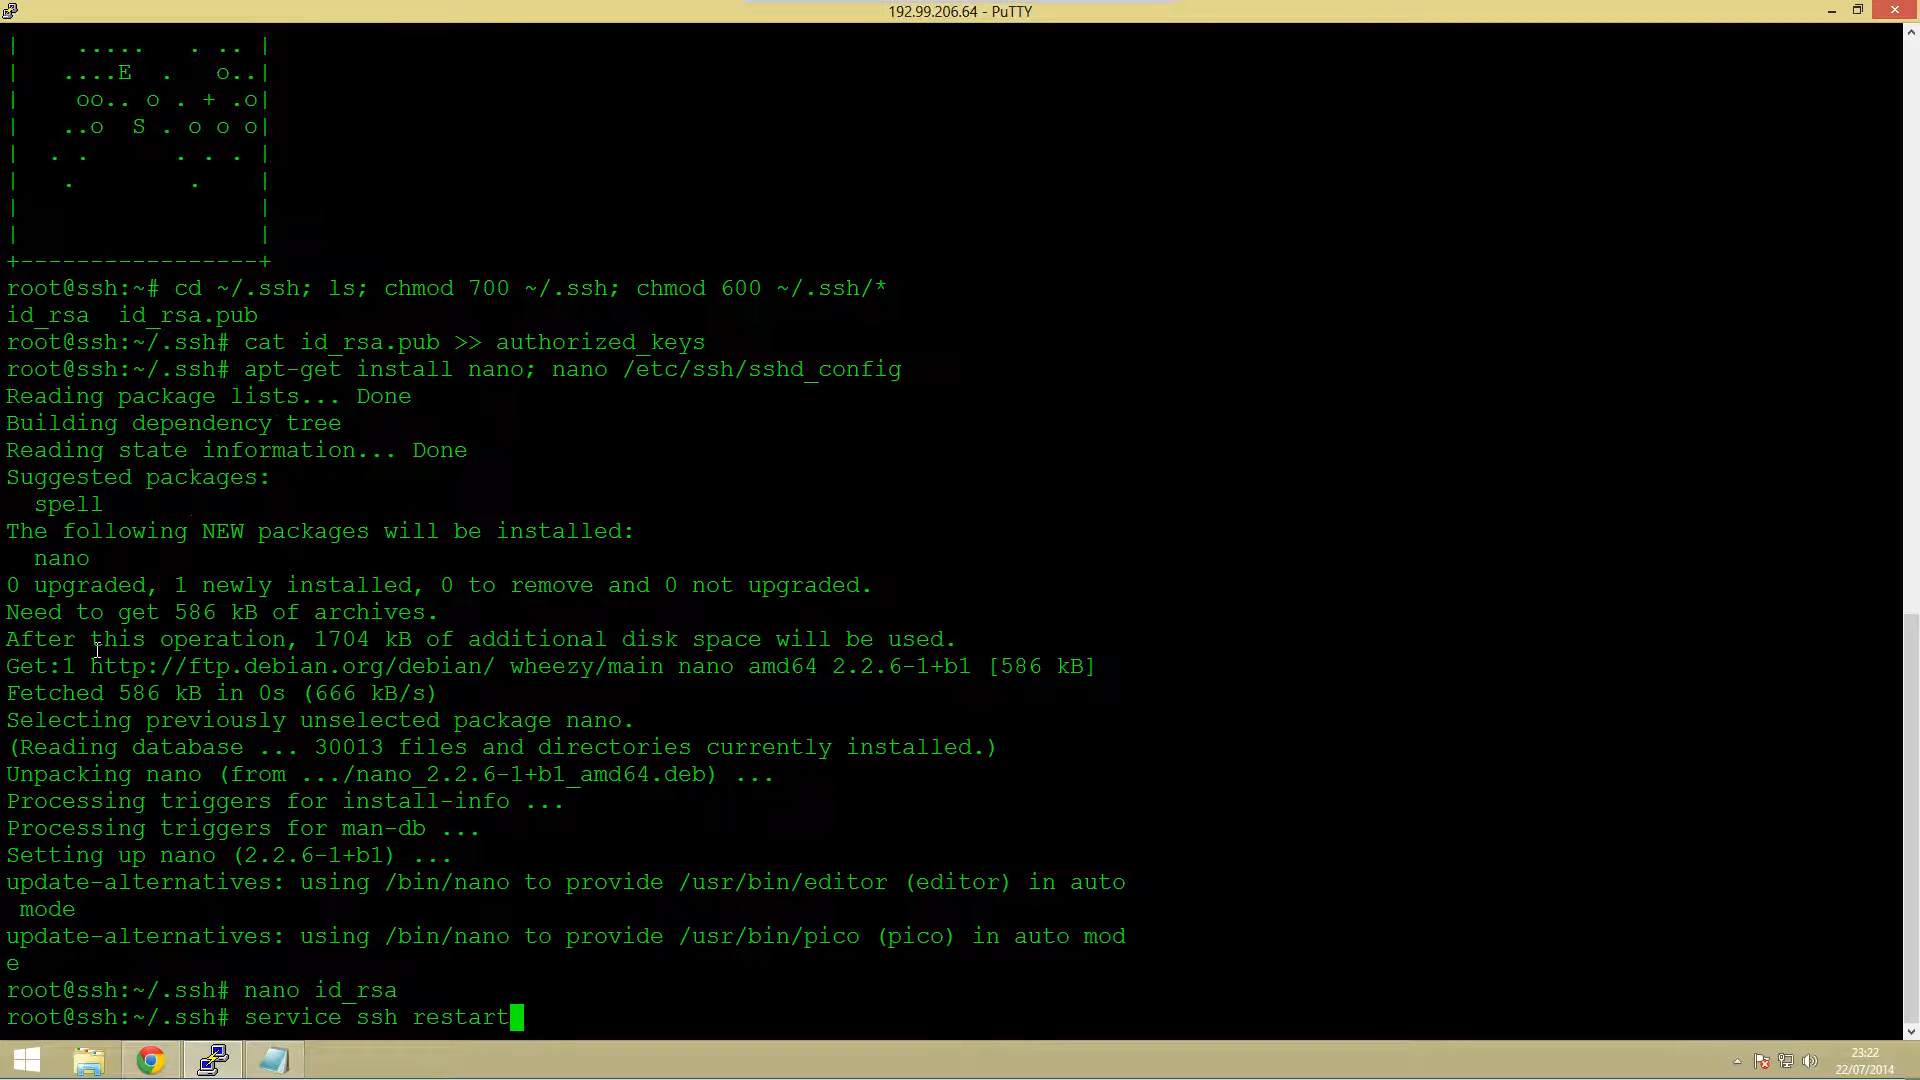 192.99.206.64 - PuTTY
|     .....    . .. |
|    ....E  .   o..|
|     oo.. o . + .o|
|    ..o  S . o o o|
|   . .      . . . |
|    .        .    |
|                  |
|                  |
+-----------------+
root@ssh:~# cd ~/.ssh; ls; chmod 700 ~/.ssh; chmod 600 ~/.ssh/*
id_rsa  id_rsa.pub
root@ssh:~/.ssh# cat id_rsa.pub >> authorized_keys
root@ssh:~/.ssh# apt-get install nano; nano /etc/ssh/sshd_config
Reading package lists... Done
Building dependency tree
Reading state information... Done
Suggested packages:
  spell
The following NEW packages will be installed:
  nano
0 upgraded, 1 newly installed, 0 to remove and 0 not upgraded.
Need to get 586 kB of archives.
After this operation, 1704 kB of additional disk space will be used.
Get:1 http://ftp.debian.org/debian/ wheezy/main nano amd64 2.2.6-1+b1 [586 kB]
Fetched 586 kB in 0s (666 kB/s)
Selecting previously unselected package nano.
(Reading database ... 30013 files and directories currently installed.)
Unpacking nano (from .../nano_2.2.6-1+b1_amd64.deb) ...
Processing triggers for install-info ...
Processing triggers for man-db ...
Setting up nano (2.2.6-1+b1) ...
update-alternatives: using /bin/nano to provide /usr/bin/editor (editor) in auto
 mode
update-alternatives: using /bin/nano to provide /usr/bin/pico (pico) in auto mod
e
root@ssh:~/.ssh# nano id_rsa
root@ssh:~/.ssh# service ssh restart
23:22
22/07/2014